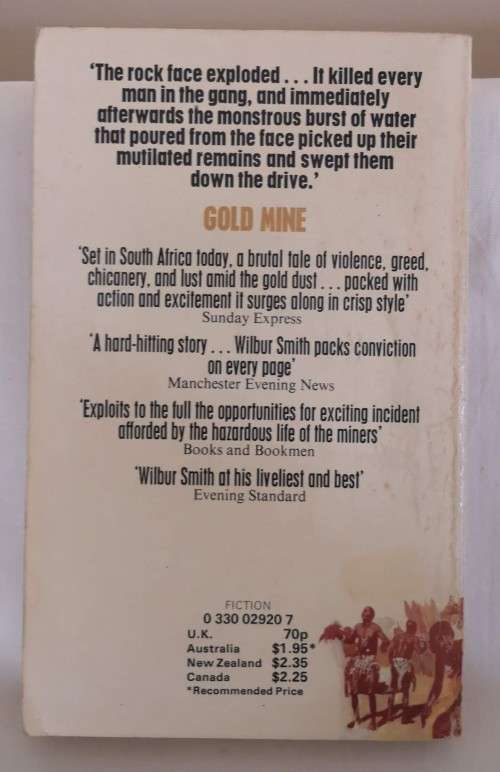 ‘The rock face exploded . . . It killed every
man in the gang, and immediately
afterwards the monstrous burst of water
that poured from the face picked up their
mutilated remains and swept them
down the drive.’
GOLD MINE
‘Set in South Africa today, a brutal tale of violence, greed,
chicanery, and lust amid the gold dust . . . packed with
action and excitement it surges along in crisp style’
Sunday Express
‘A hard-hitting story . . . Wilbur Smith packs conviction
on every page’
Manchester Evening News
‘Exploits to the full the opportunities for exciting incident
afforded by the hazardous life of the miners’
Books and Bookmen
‘Wilbur Smith at his liveliest and best’
Evening Standard
FICTION
0 330 02920 7
U.K. 70p
Australia $1.95*
New Zealand $2.35
Canada $2.25
*Recommended Price